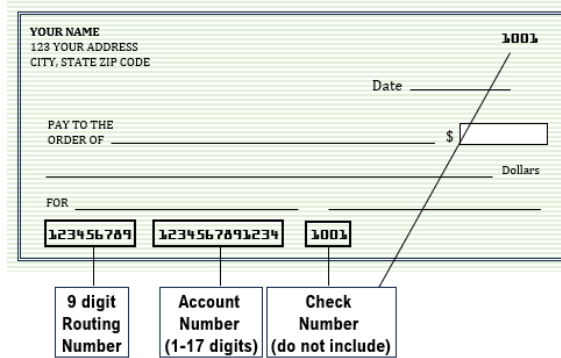 YOUR NAME
1001
123 YOUR ADDRESS
CITY, STATE ZIP CODE
Date
PAY TO THE
ORDER OF
$
Dollars
FOR
123456789 1234567891234 1001
9 digit
Routing
Number
Account
Number
(1-17 digits)
Check
Number
(do not include)